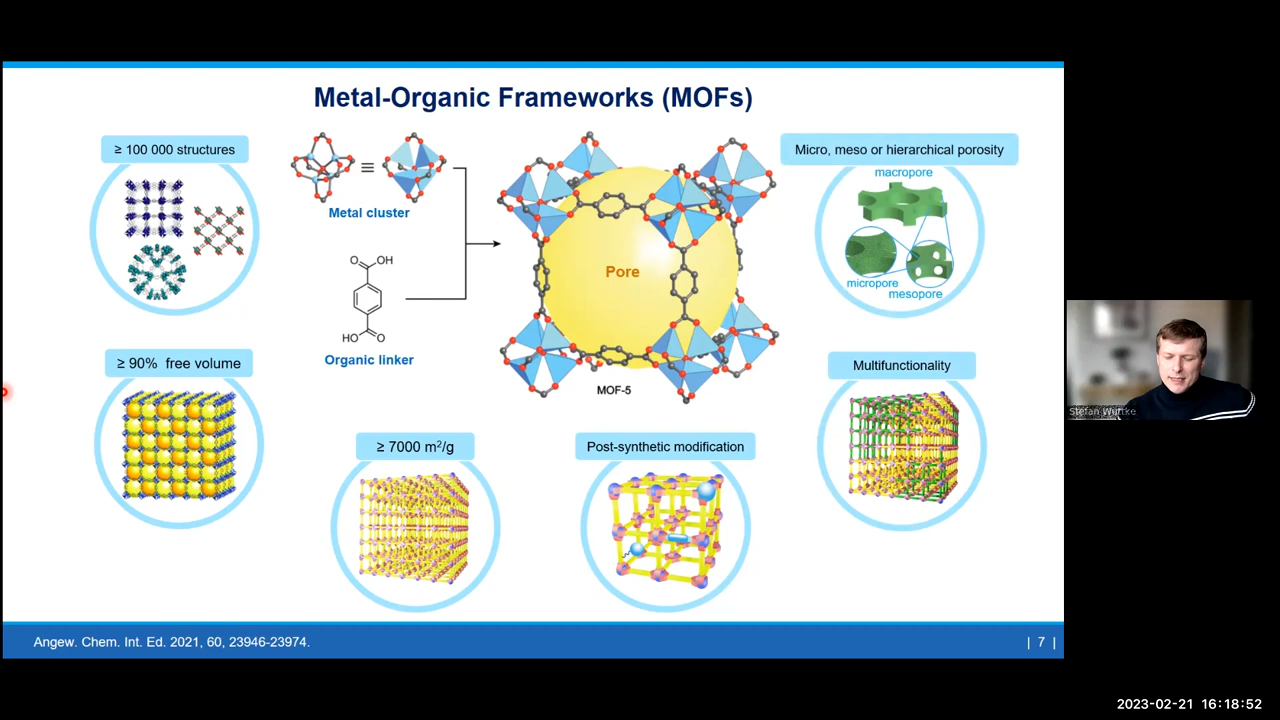 Metal-Organic Frameworks (MOFs)
≥ 100 000 structures
Micro, meso or hierarchical porosity
macropore
micropore
mesopore
Metal cluster
OH
O
HO
O
Organic linker
Pore
MOF-5
≥ 90% free volume
Multifunctionality
≥ 7000 m²/g
Post-synthetic modification
Angew. Chem. Int. Ed. 2021, 60, 23946-23974.
| 7 |
Stefan Wuttke
2023-02-21 16:18:52